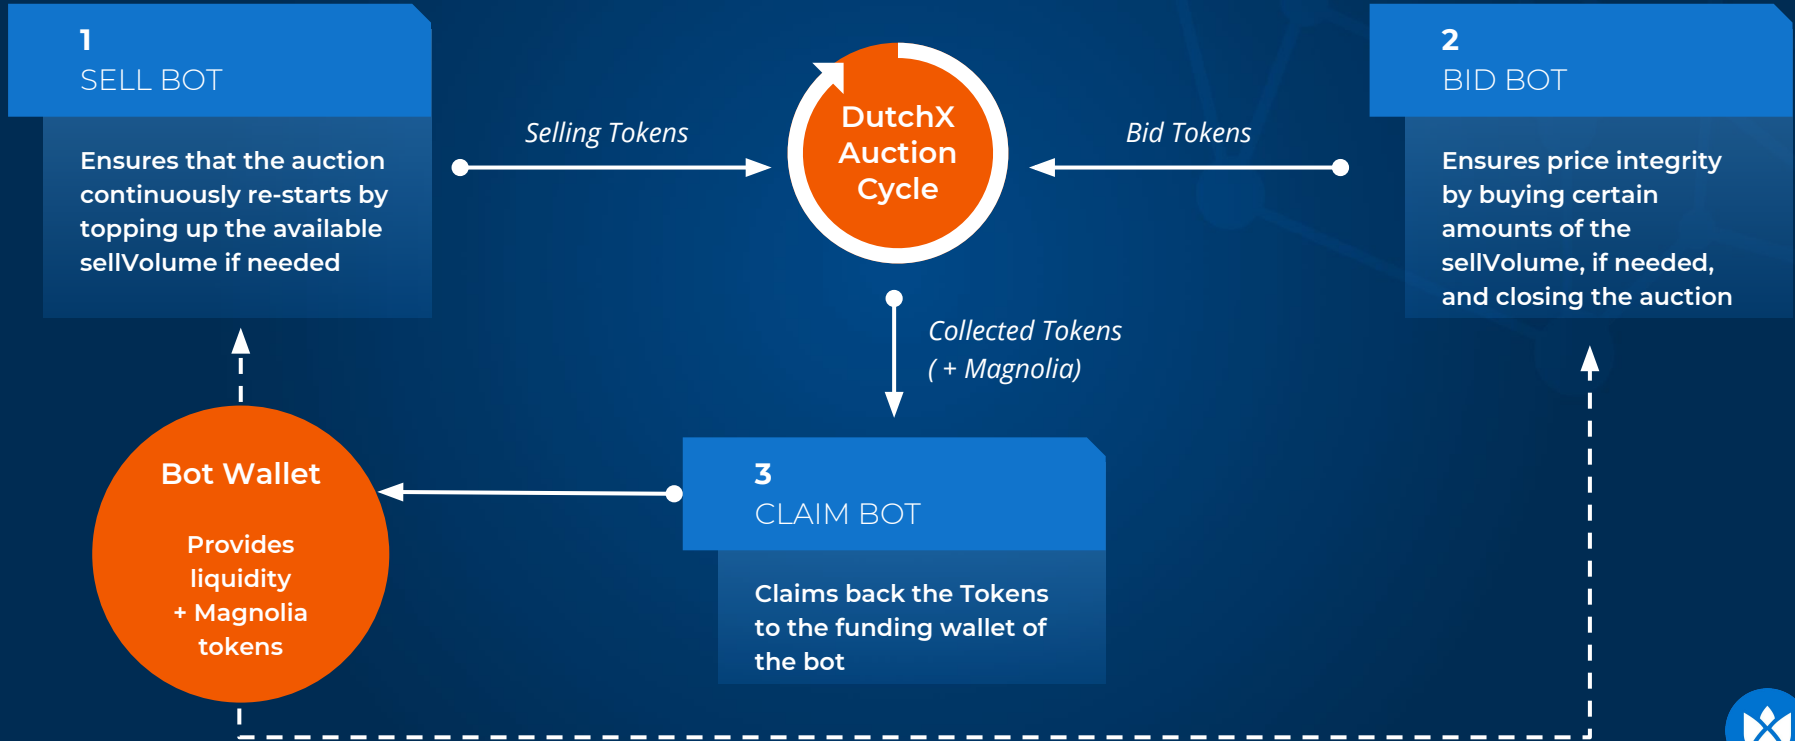 1
SELL BOT
Ensures that the auction
continuously re-starts by
topping up the available
sellVolume if needed
Selling Tokens
DutchX
Auction
Cycle
Bid Tokens
2
BID BOT
Ensures price integrity
by buying certain
amounts of the
sellVolume, if needed,
and closing the auction
Collected Tokens
( + Magnolia)
Bot Wallet
Provides
liquidity
+ Magnolia
tokens
3
CLAIM BOT
Claims back the Tokens
to the funding wallet of
the bot